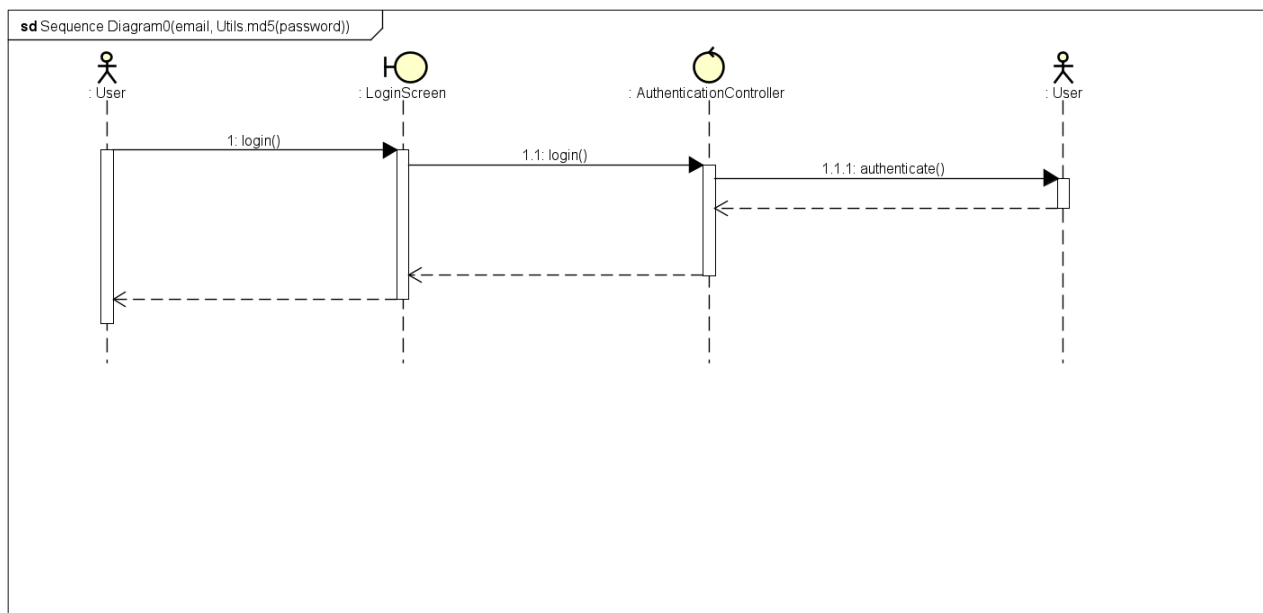 sd Sequence Diagram0(email, Utils.md5(password))
: User
: LoginScreen
: AuthenticationController
: User
1: login()
1.1: login()
1.1.1: authenticate()